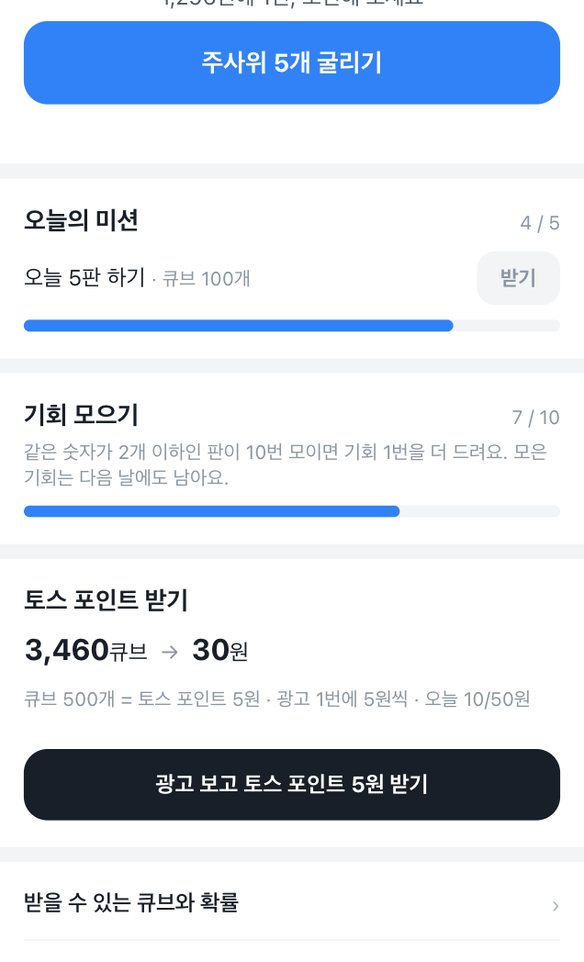 주사위 5개 굴리기
오늘의 미션
4 / 5
오늘 5판 하기 · 큐브 100개
받기
기회 모으기
7 / 10
같은 숫자가 2개 이하인 판이 10번 모이면 기회 1번을 더 드려요. 모은
기회는 다음 날에도 남아요.
토스 포인트 받기
3,460큐브 → 30원
큐브 500개 = 토스 포인트 5원 · 광고 1번에 5원씩 · 오늘 10/50원
광고 보고 토스 포인트 5원 받기
받을 수 있는 큐브와 확률